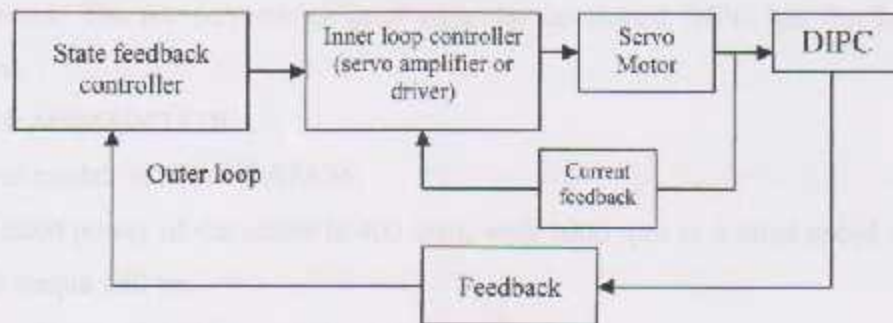 State feedback
controller
Inner loop controller
(servo amplifier or
driver)
Servo
Motor
DIPC
Outer loop
Current
feedback
Feedback